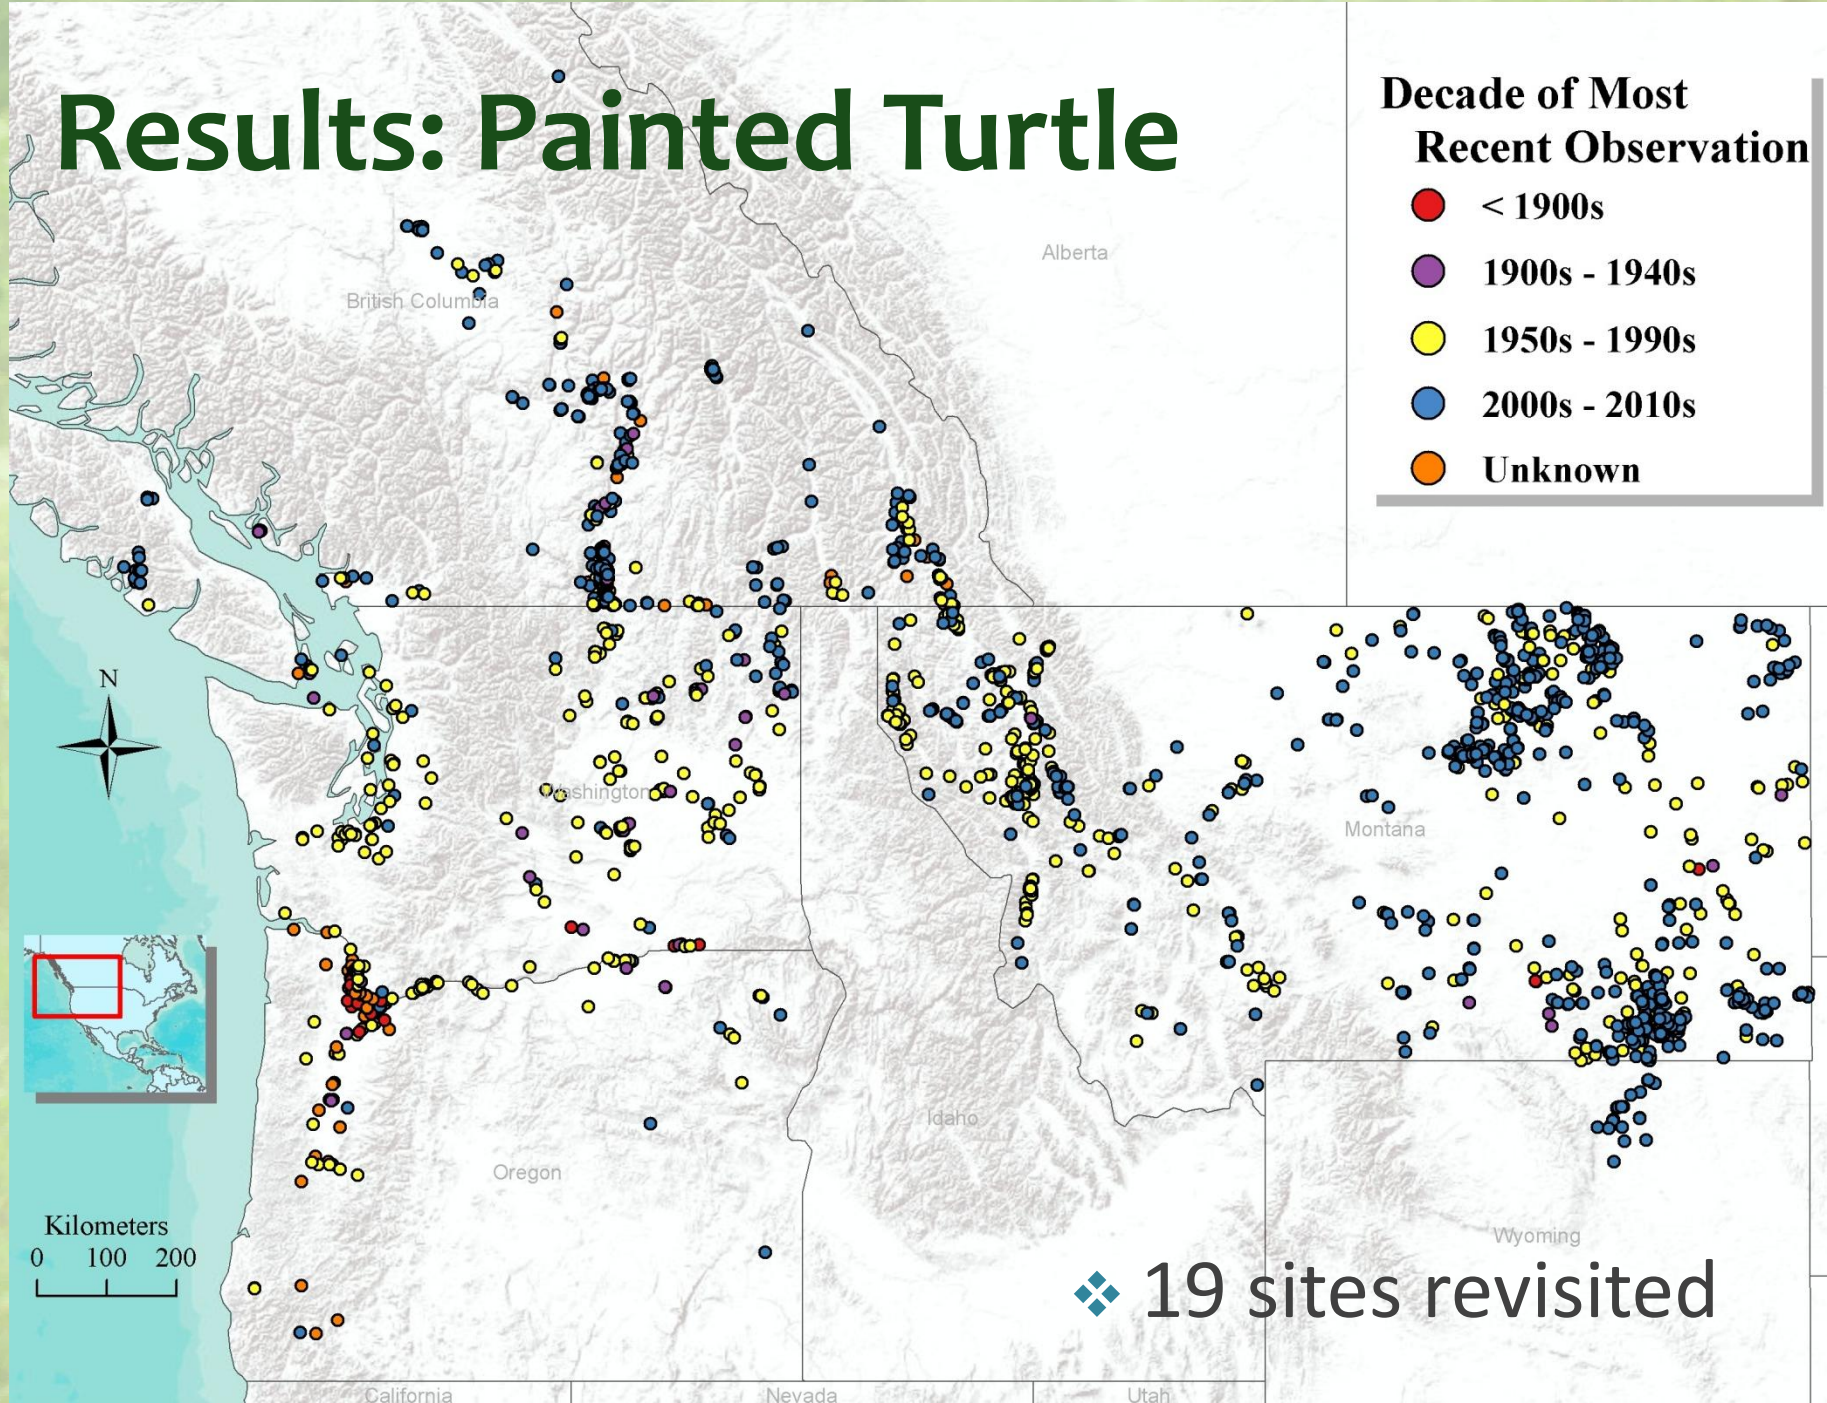 Results: Painted Turtle
Decade of Most
Recent Observation
< 1900s
1900s - 1940s
1950s - 1990s
2000s - 2010s
Unknown
Alberta
British Columbia
N
Washington
Montana
Idaho
Oregon
Wyoming
Kilometers
0 100 200
❖ 19 sites revisited
California
Nevada
Utah